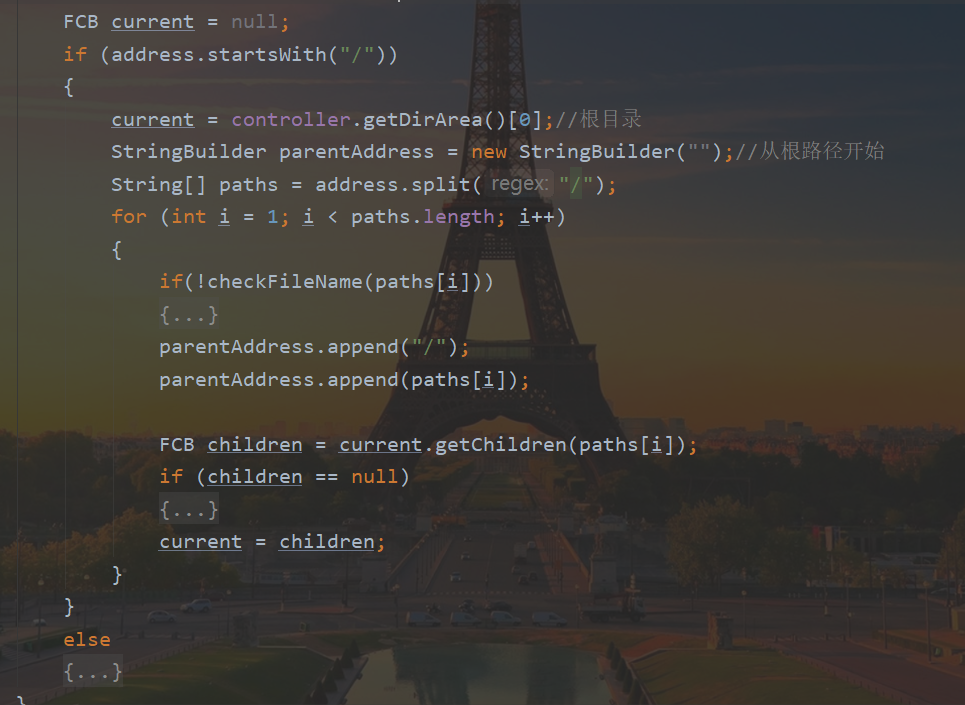 FCB current = null;
if (address.startsWith("/"))
{
current = controller.getDirArea()[0];//根目录
StringBuilder parentAddress = new StringBuilder("");//从根路径开始
String[] paths = address.split( regex: "/");
for (int i = 1; i < paths.length; i++)
{
if(!checkFileName(paths[i]))
{...}
parentAddress.append("/");
parentAddress.append(paths[i]);
FCB children = current.getChildren(paths[i]);
if (children == null)
{...}
current = children;
}
}
else
{...}
}